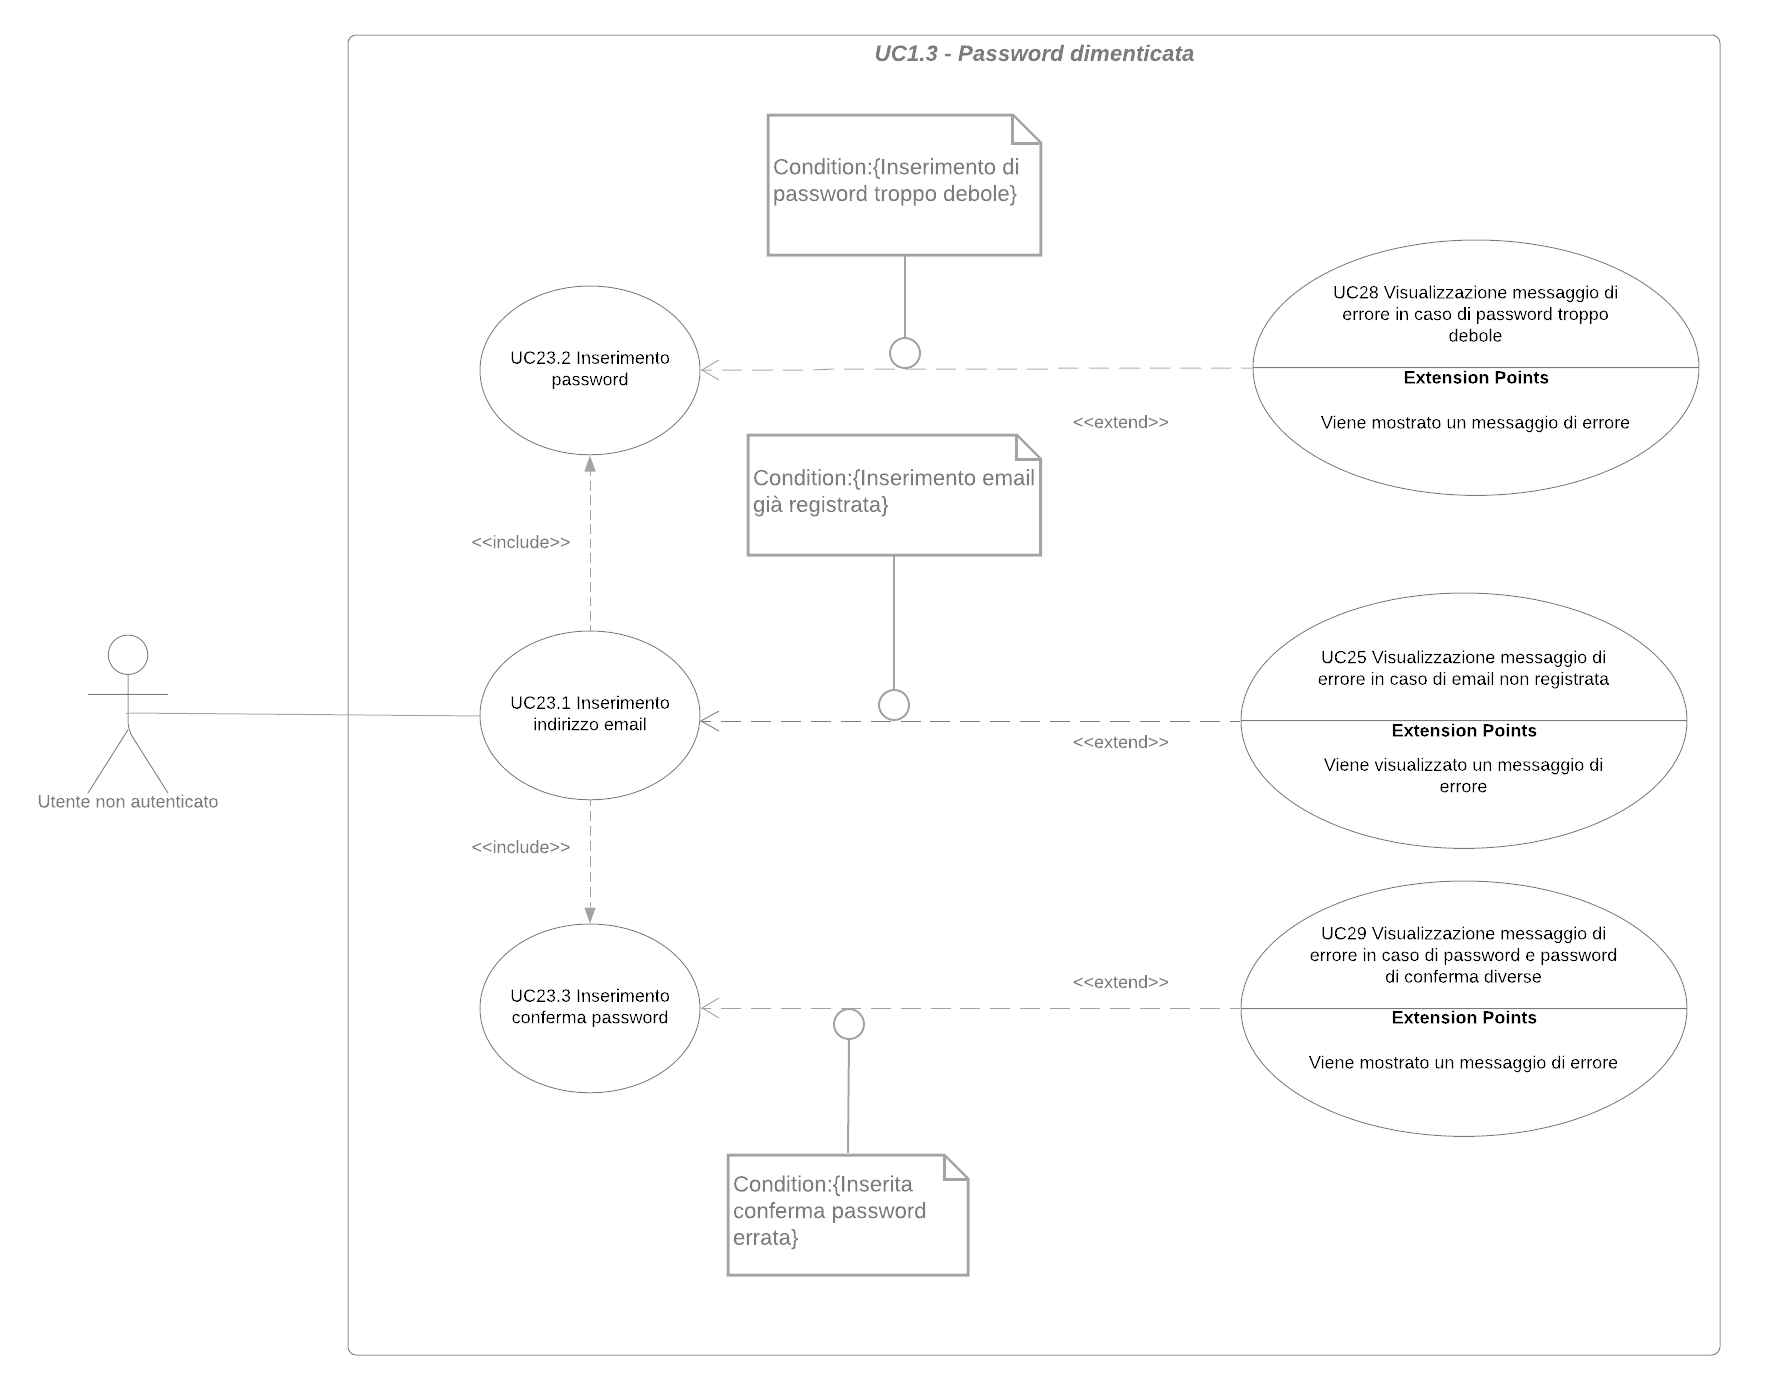 UC1.3 - Password dimenticata
Condition:{Inserimento di
password troppo debole}
UC28 Visualizzazione messaggio di
errore in caso di password troppo
debole
Extension Points
Viene mostrato un messaggio di errore
UC23.2 Inserimento
password
<<extend>>
Condition:{Inserimento email
già registrata}
<<include>>
UC23.1 Inserimento
indirizzo email
UC25 Visualizzazione messaggio di
errore in caso di email non registrata
Extension Points
Viene visualizzato un messaggio di
errore
<<extend>>
Utente non autenticato
<<include>>
UC23.3 Inserimento
conferma password
<<extend>>
UC29 Visualizzazione messaggio di
errore in caso di password e password
di conferma diverse
Extension Points
Viene mostrato un messaggio di errore
Condition:{Inserita
conferma password
errata}